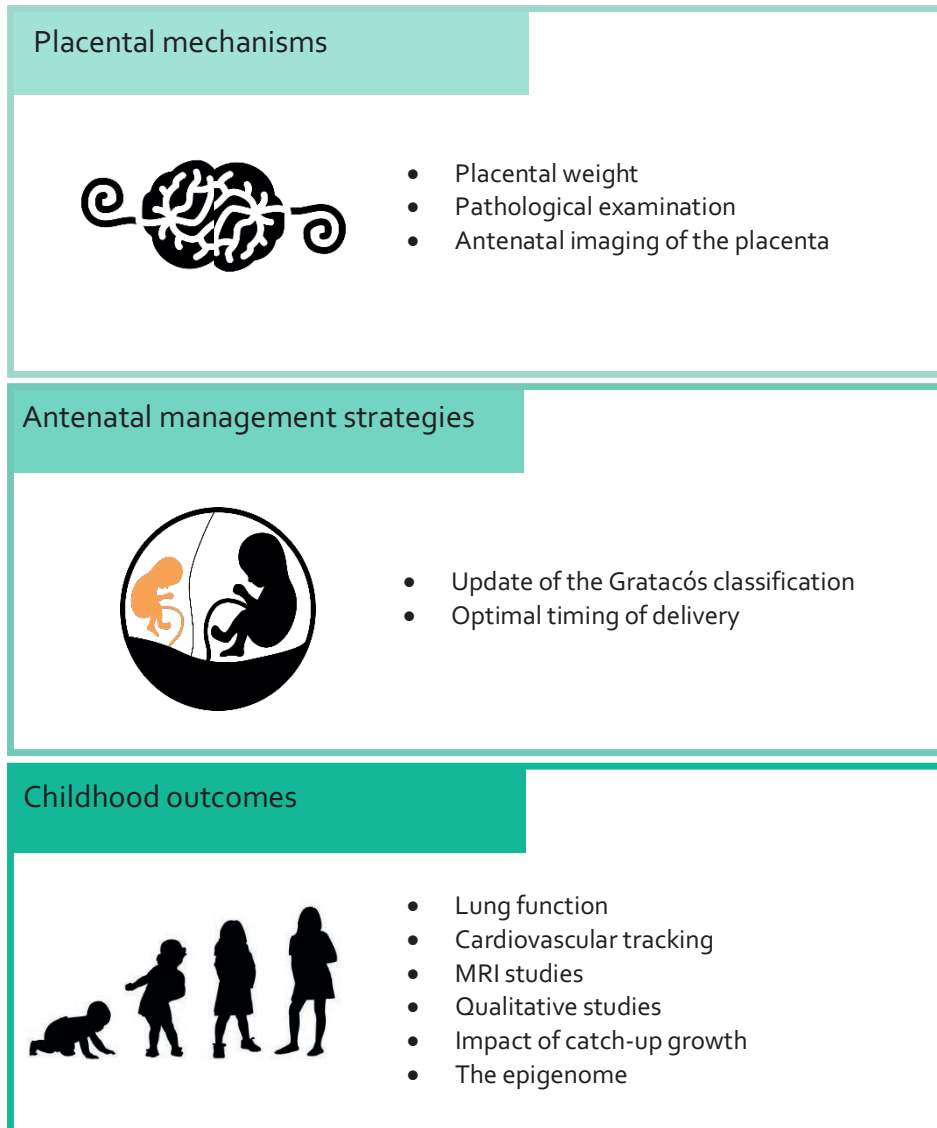 Placental mechanisms
• Placental weight
• Pathological examination
• Antenatal imaging of the placenta
Antenatal management strategies
• Update of the Gratacós classification
• Optimal timing of delivery
Childhood outcomes
• Lung function
• Cardiovascular tracking
• MRI studies
• Qualitative studies
• Impact of catch-up growth
• The epigenome